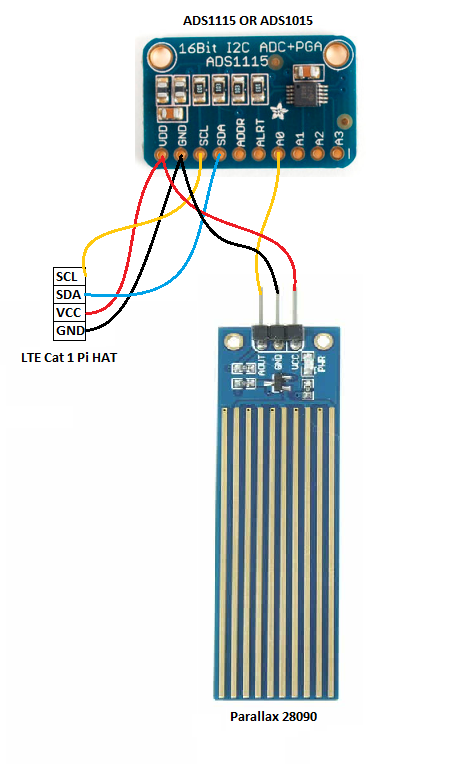 ADS1115 OR ADS1015
16Bit I2C ADC+PGA
ADS1115
VDD
GND
SCL
SDA
ADDR
ALRT
A0
A1
A2
A3
SCL
SDA
VCC
GND
LTE Cat 1 Pi HAT
AOUT
GND
VCC
PWR
Parallax 28090